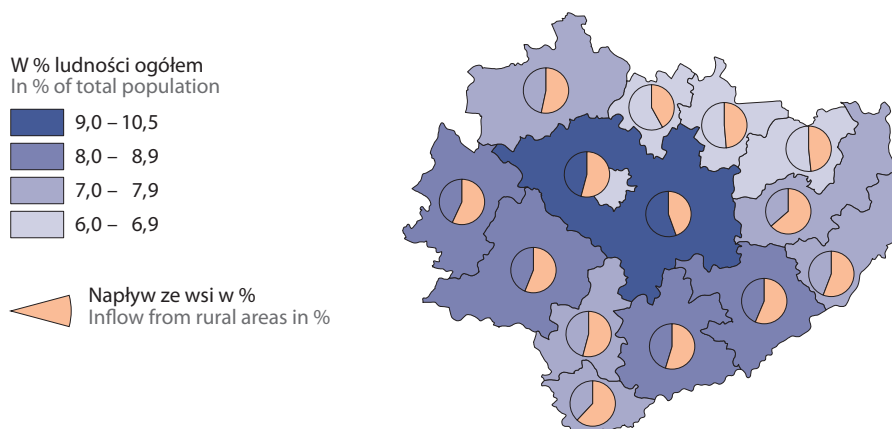 W % ludności ogółem
In % of total population
9,0 – 10,5
8,0 – 8,9
7,0 – 7,9
6,0 – 6,9
Napływ ze wsi w %
Inflow from rural areas in %